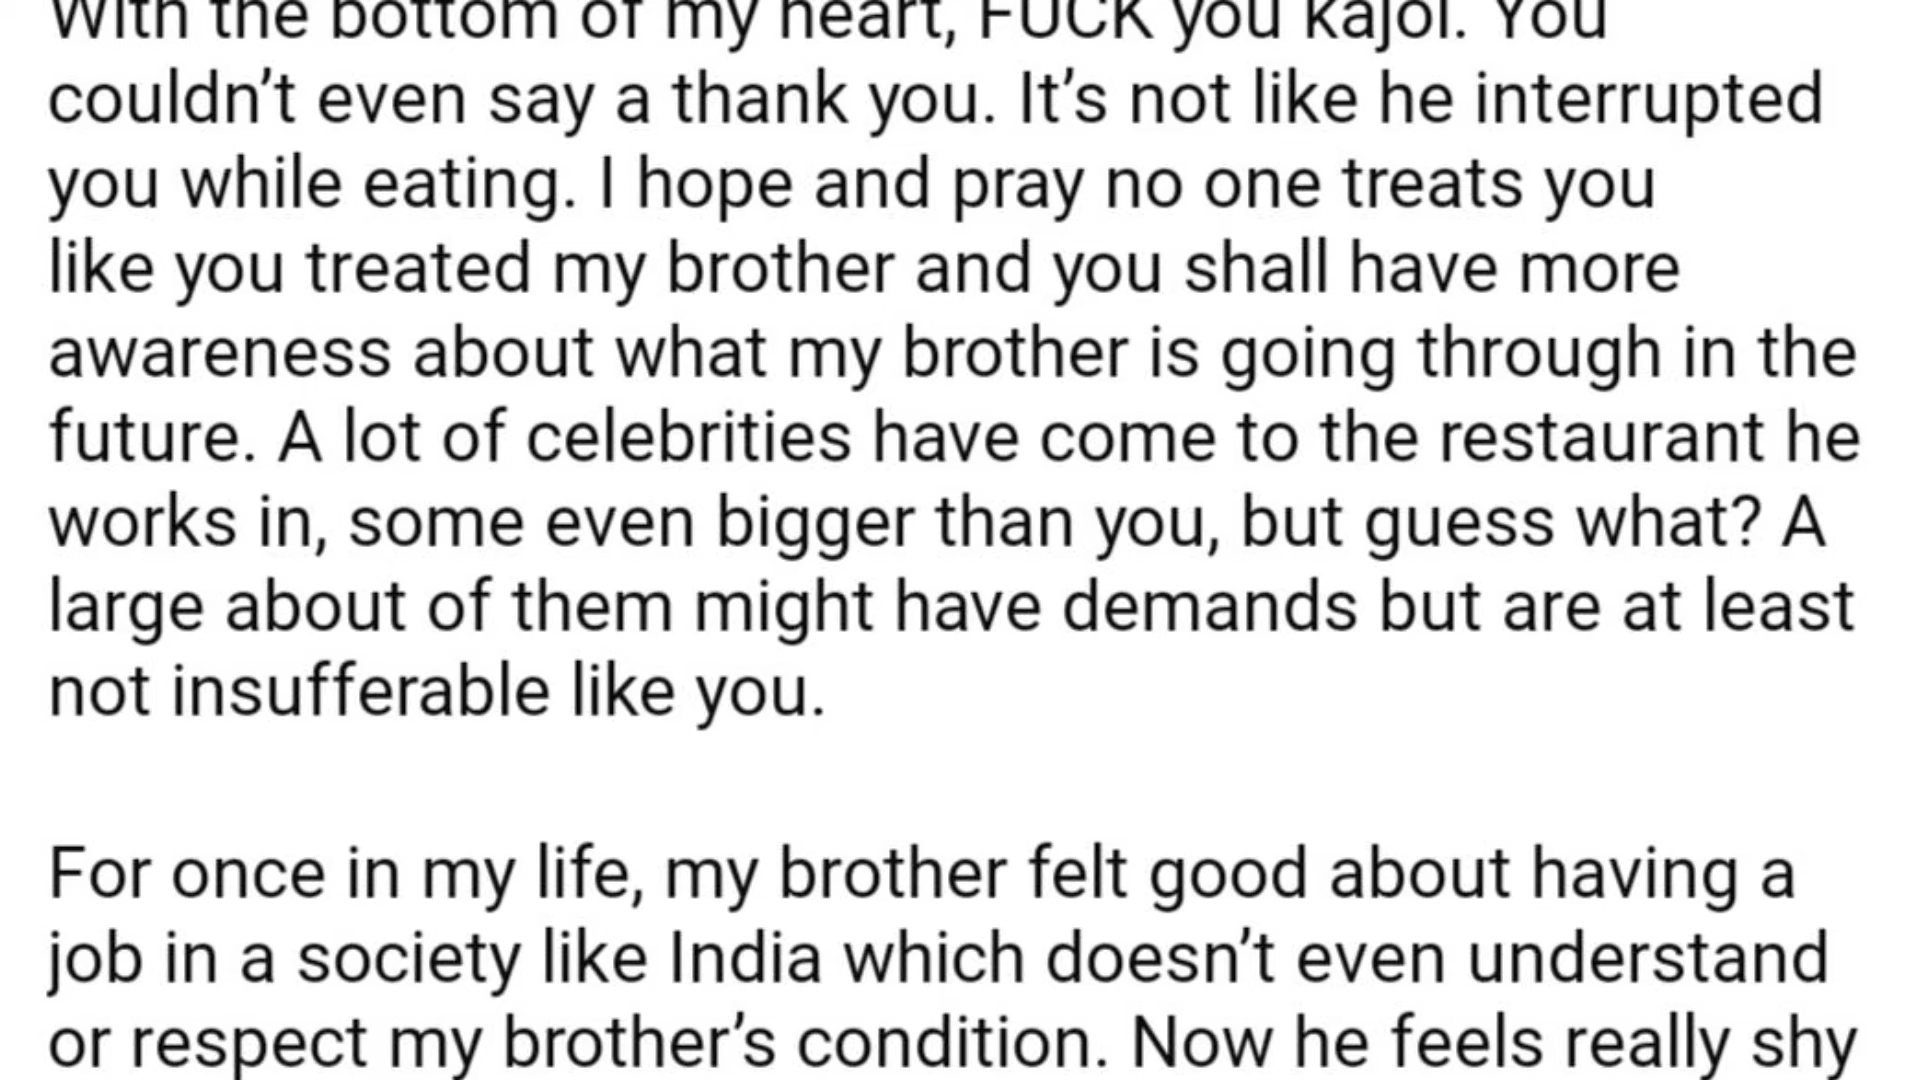 With the bottom of my heart, FUCK you kajol. You
couldn’t even say a thank you. It’s not like he interrupted
you while eating. I hope and pray no one treats you
like you treated my brother and you shall have more
awareness about what my brother is going through in the
future. A lot of celebrities have come to the restaurant he
works in, some even bigger than you, but guess what? A
large about of them might have demands but are at least
not insufferable like you.
For once in my life, my brother felt good about having a
job in a society like India which doesn’t even understand
or respect my brother’s condition. Now he feels really shy